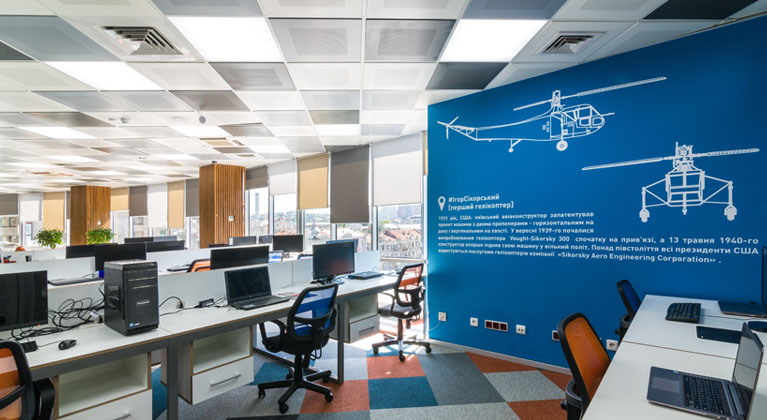 #ІгорСікорський
[перший гелікоптер]
1931 рік, США: київський авіаконструктор запатентував
проект машини з двома пропелерами - горизонтальним на
даху і вертикальним на хвості. У вересні 1939-го почалися
випробовування гелікоптера Vought-Sikorsky 300 спочатку на прив'язі, а 13 травня 1940-го
конструктор вперше підняв свою машину у вільний політ. Понад півстоліття всі президенти США
користуються послугами гелікоптерів компанії «Sikorsky Aero Engineering Corporation» .